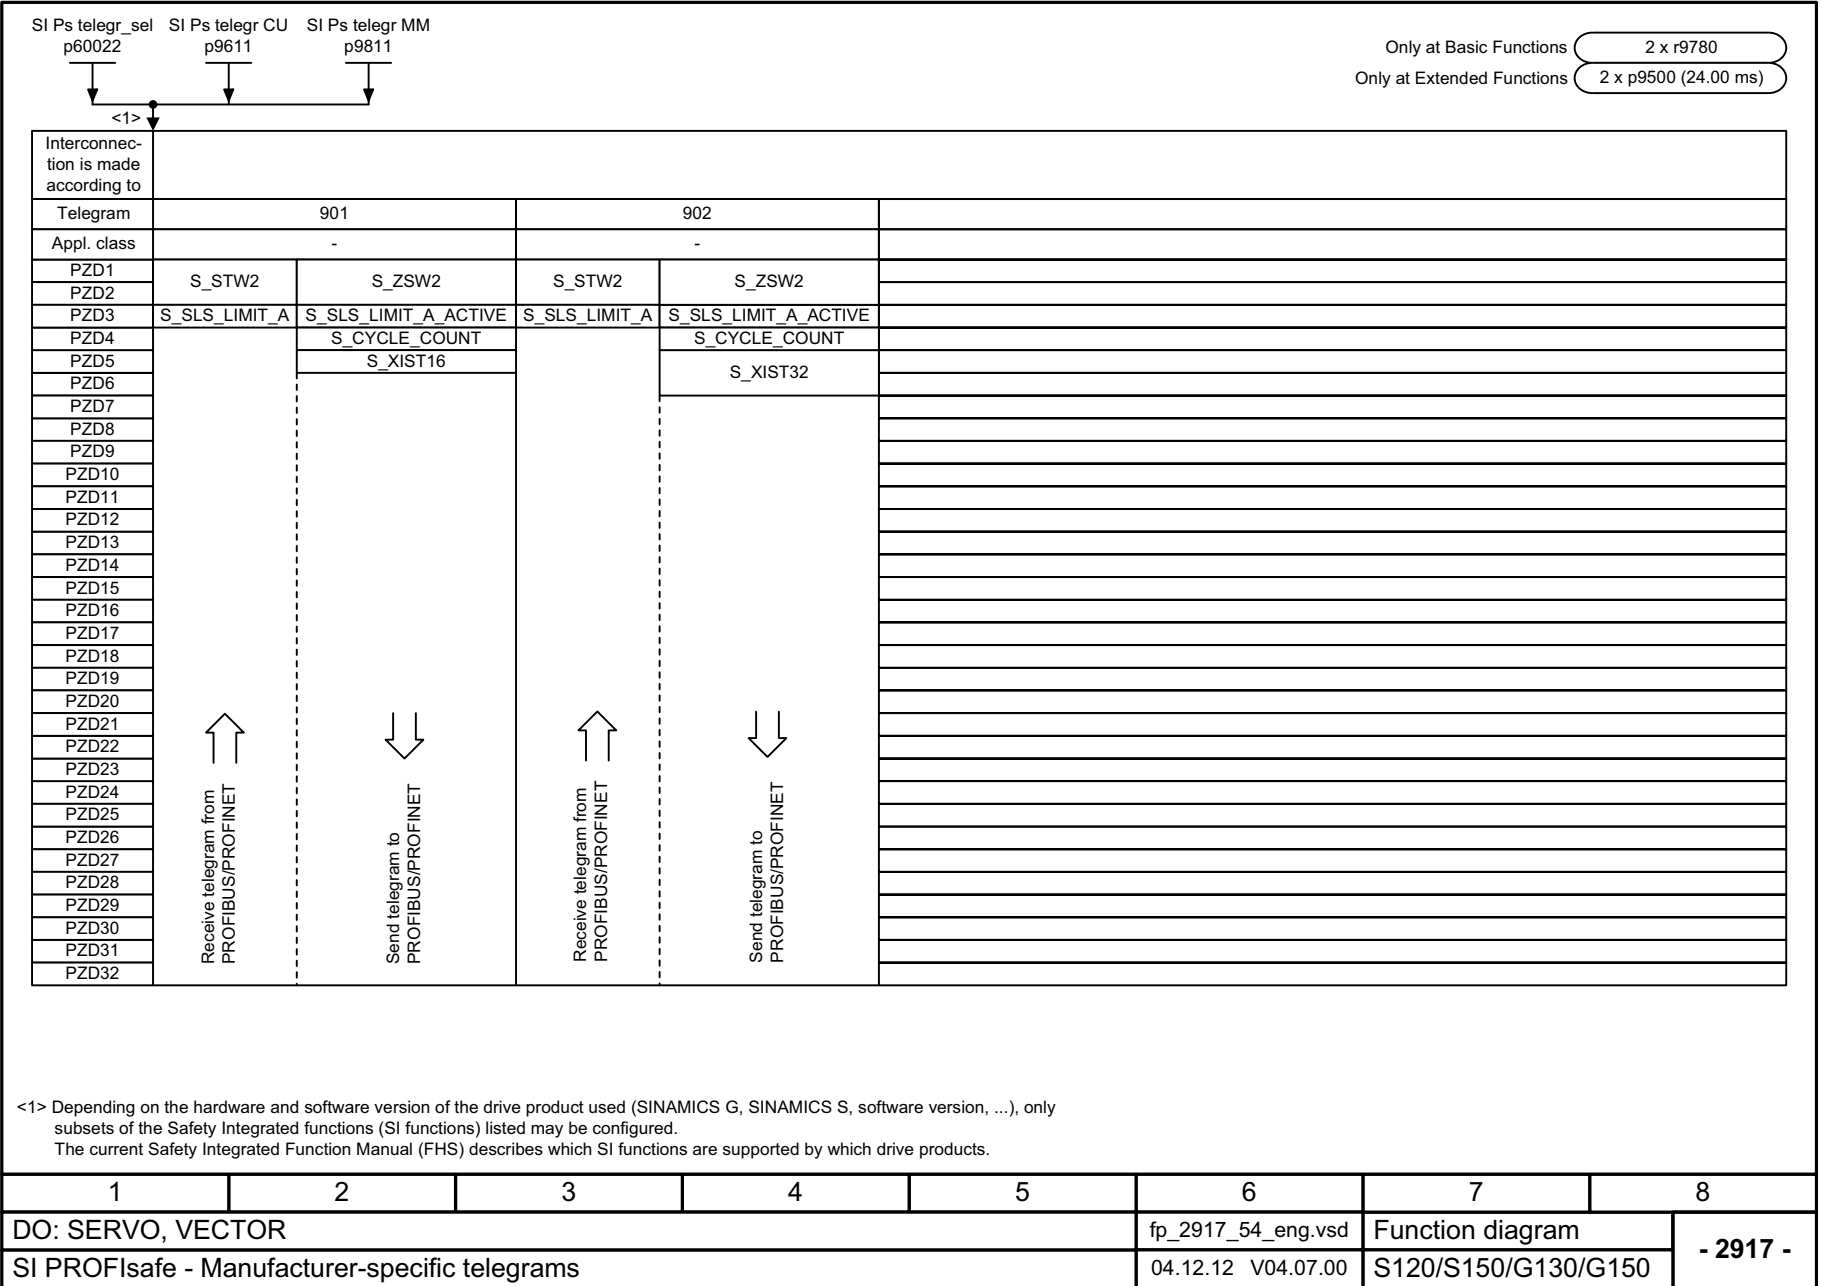 SI Ps telegr_sel SI Ps telegr CU SI Ps telegr MM
p60022 p9611 p9811
Only at Basic Functions 2 x r9780
Only at Extended Functions 2 x p9500 (24.00 ms)
<1>
Interconnec-
tion is made
according to
Telegram 901 902
Appl. class - -
PZD1
S_STW2 S_ZSW2 S_STW2 S_ZSW2
PZD2
PZD3 S_SLS_LIMIT_A S_SLS_LIMIT_A_ACTIVE S_SLS_LIMIT_A S_SLS_LIMIT_A_ACTIVE
PZD4 S_CYCLE_COUNT S_CYCLE_COUNT
PZD5 S_XIST16
S_XIST32
PZD6
PZD7
PZD8
PZD9
PZD10
PZD11
PZD12
PZD13
PZD14
PZD15
PZD16
PZD17
PZD18
PZD19
PZD20
PZD21
PZD22
PZD23
PZD24
PZD25
PZD26
PZD27
PZD28
PZD29
PZD30
PZD31
PZD32
Receive telegram from
PROFIBUS/PROFINET
Send telegram to
PROFIBUS/PROFINET
Receive telegram from
PROFIBUS/PROFINET
Send telegram to
PROFIBUS/PROFINET
<1> Depending on the hardware and software version of the drive product used (SINAMICS G, SINAMICS S, software version, ...), only
subsets of the Safety Integrated functions (SI functions) listed may be configured.
The current Safety Integrated Function Manual (FHS) describes which SI functions are supported by which drive products.
1 2 3 4 5 6 7 8
DO: SERVO, VECTOR fp_2917_54_eng.vsd Function diagram
- 2917 -
SI PROFIsafe - Manufacturer-specific telegrams 04.12.12 V04.07.00 S120/S150/G130/G150